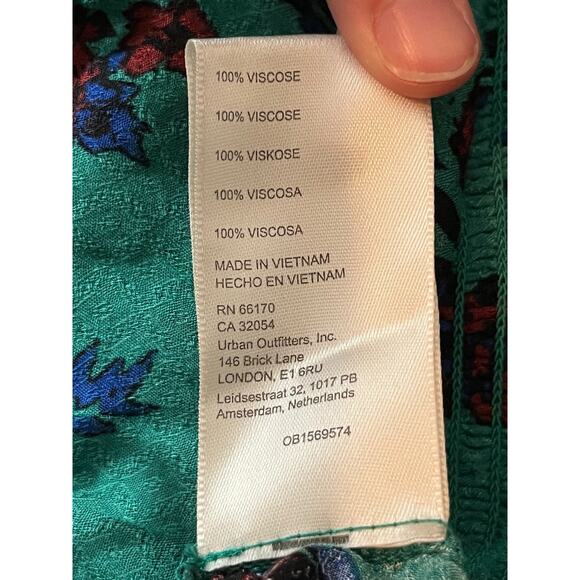 100% VISCOSE
100% VISCOSE
100% VISKOSE
100% VISCOSA
100% VISCOSA
MADE IN VIETNAM
HECHO EN VIETNAM
RN 66170
CA 32054
Urban Outfitters, Inc.
146 Brick Lane
LONDON, E1 6RU
Leidsestraat 32, 1017 PB
Amsterdam, Netherlands
OB1569574